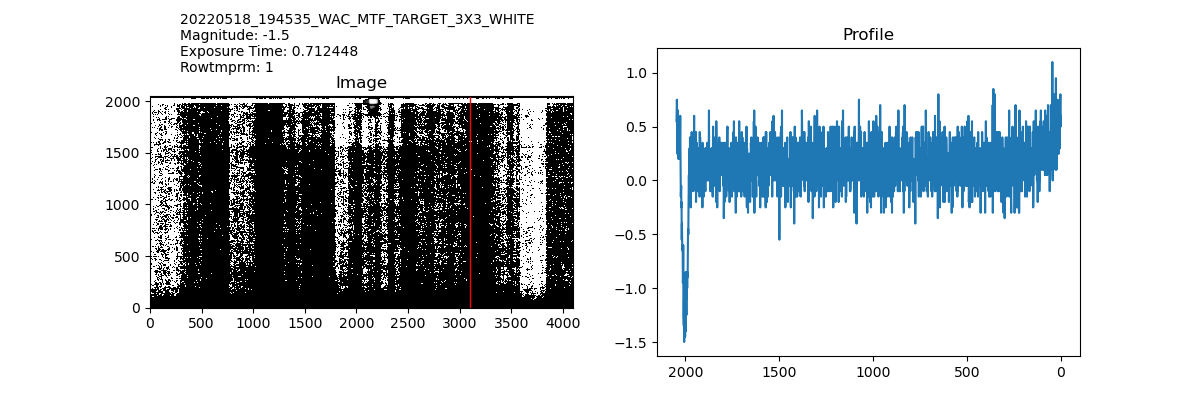 20220518_194535_WAC_MTF_TARGET_3X3_WHITE
Magnitude: -1.5
Exposure Time: 0.712448
Rowtmprm: 1
Image
2000
1500
1000
500
0
0 500 1000 1500 2000 2500 3000 3500 4000
Profile
1.0
0.5
0.0
−0.5
−1.0
−1.5
2000 1500 1000 500 0